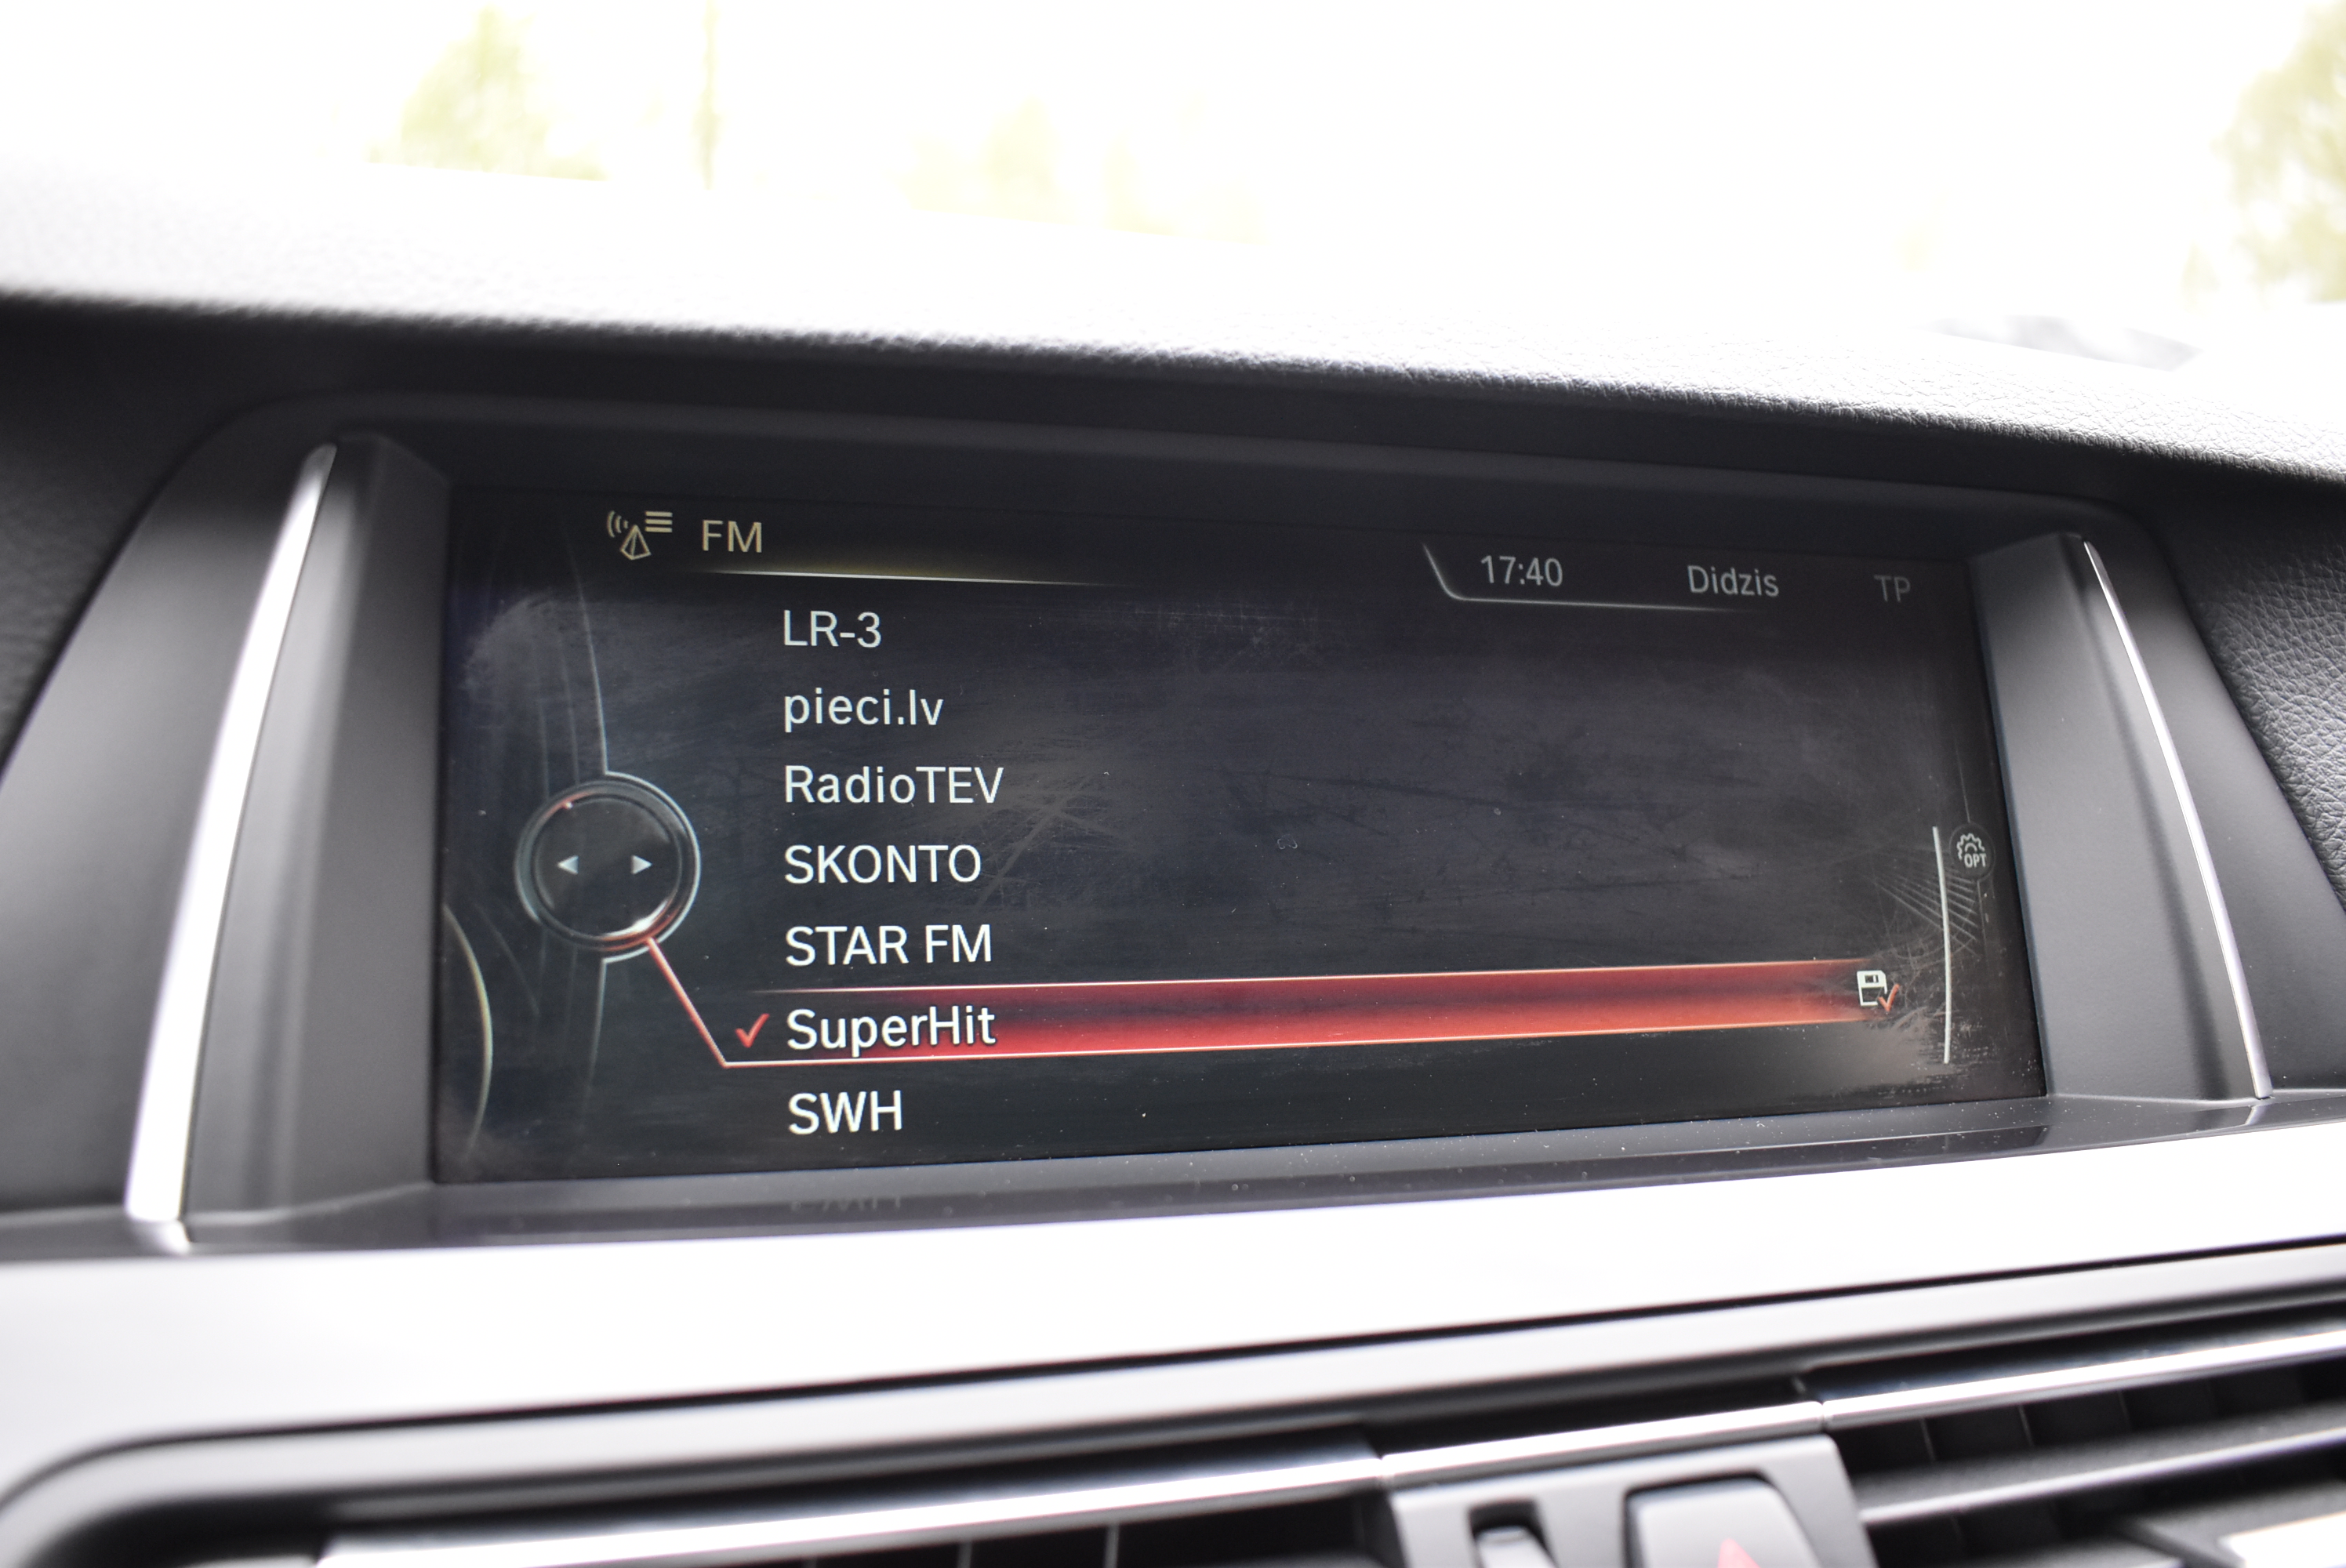 FM
17:40 Didzis TP
LR-3
pieci.lv
RadioTEV
SKONTO
OPT
STAR FM
SuperHit
SWH